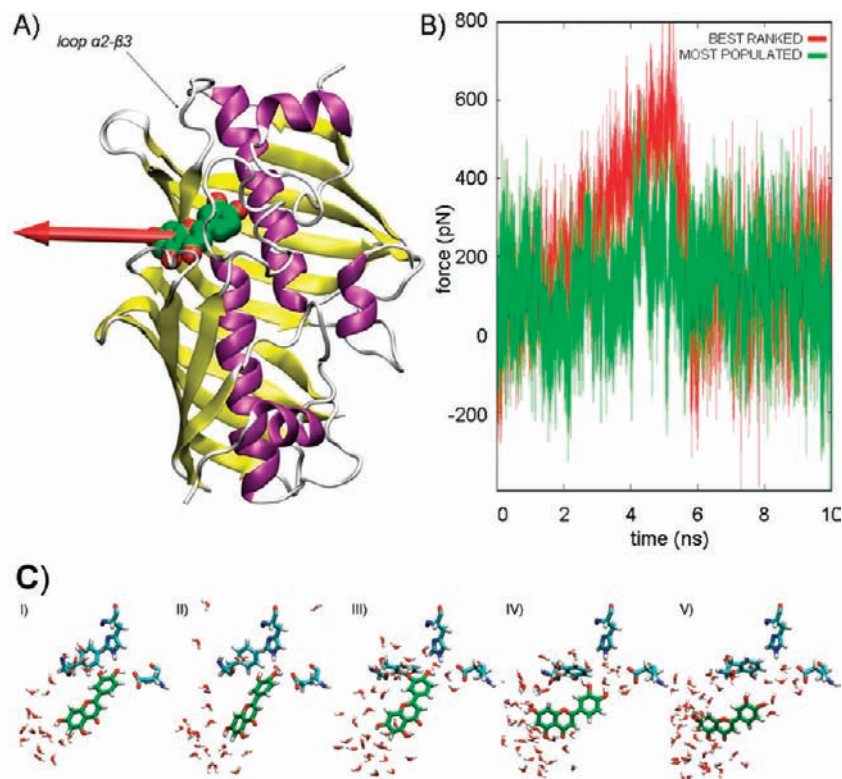 A)
loop α2-β3
B)
BEST RANKED
MOST POPULATED
800
600
400
200
0
-200
force (pN)
0 2 4 6 8 10
time (ns)
C)
I) II) III) IV) V)